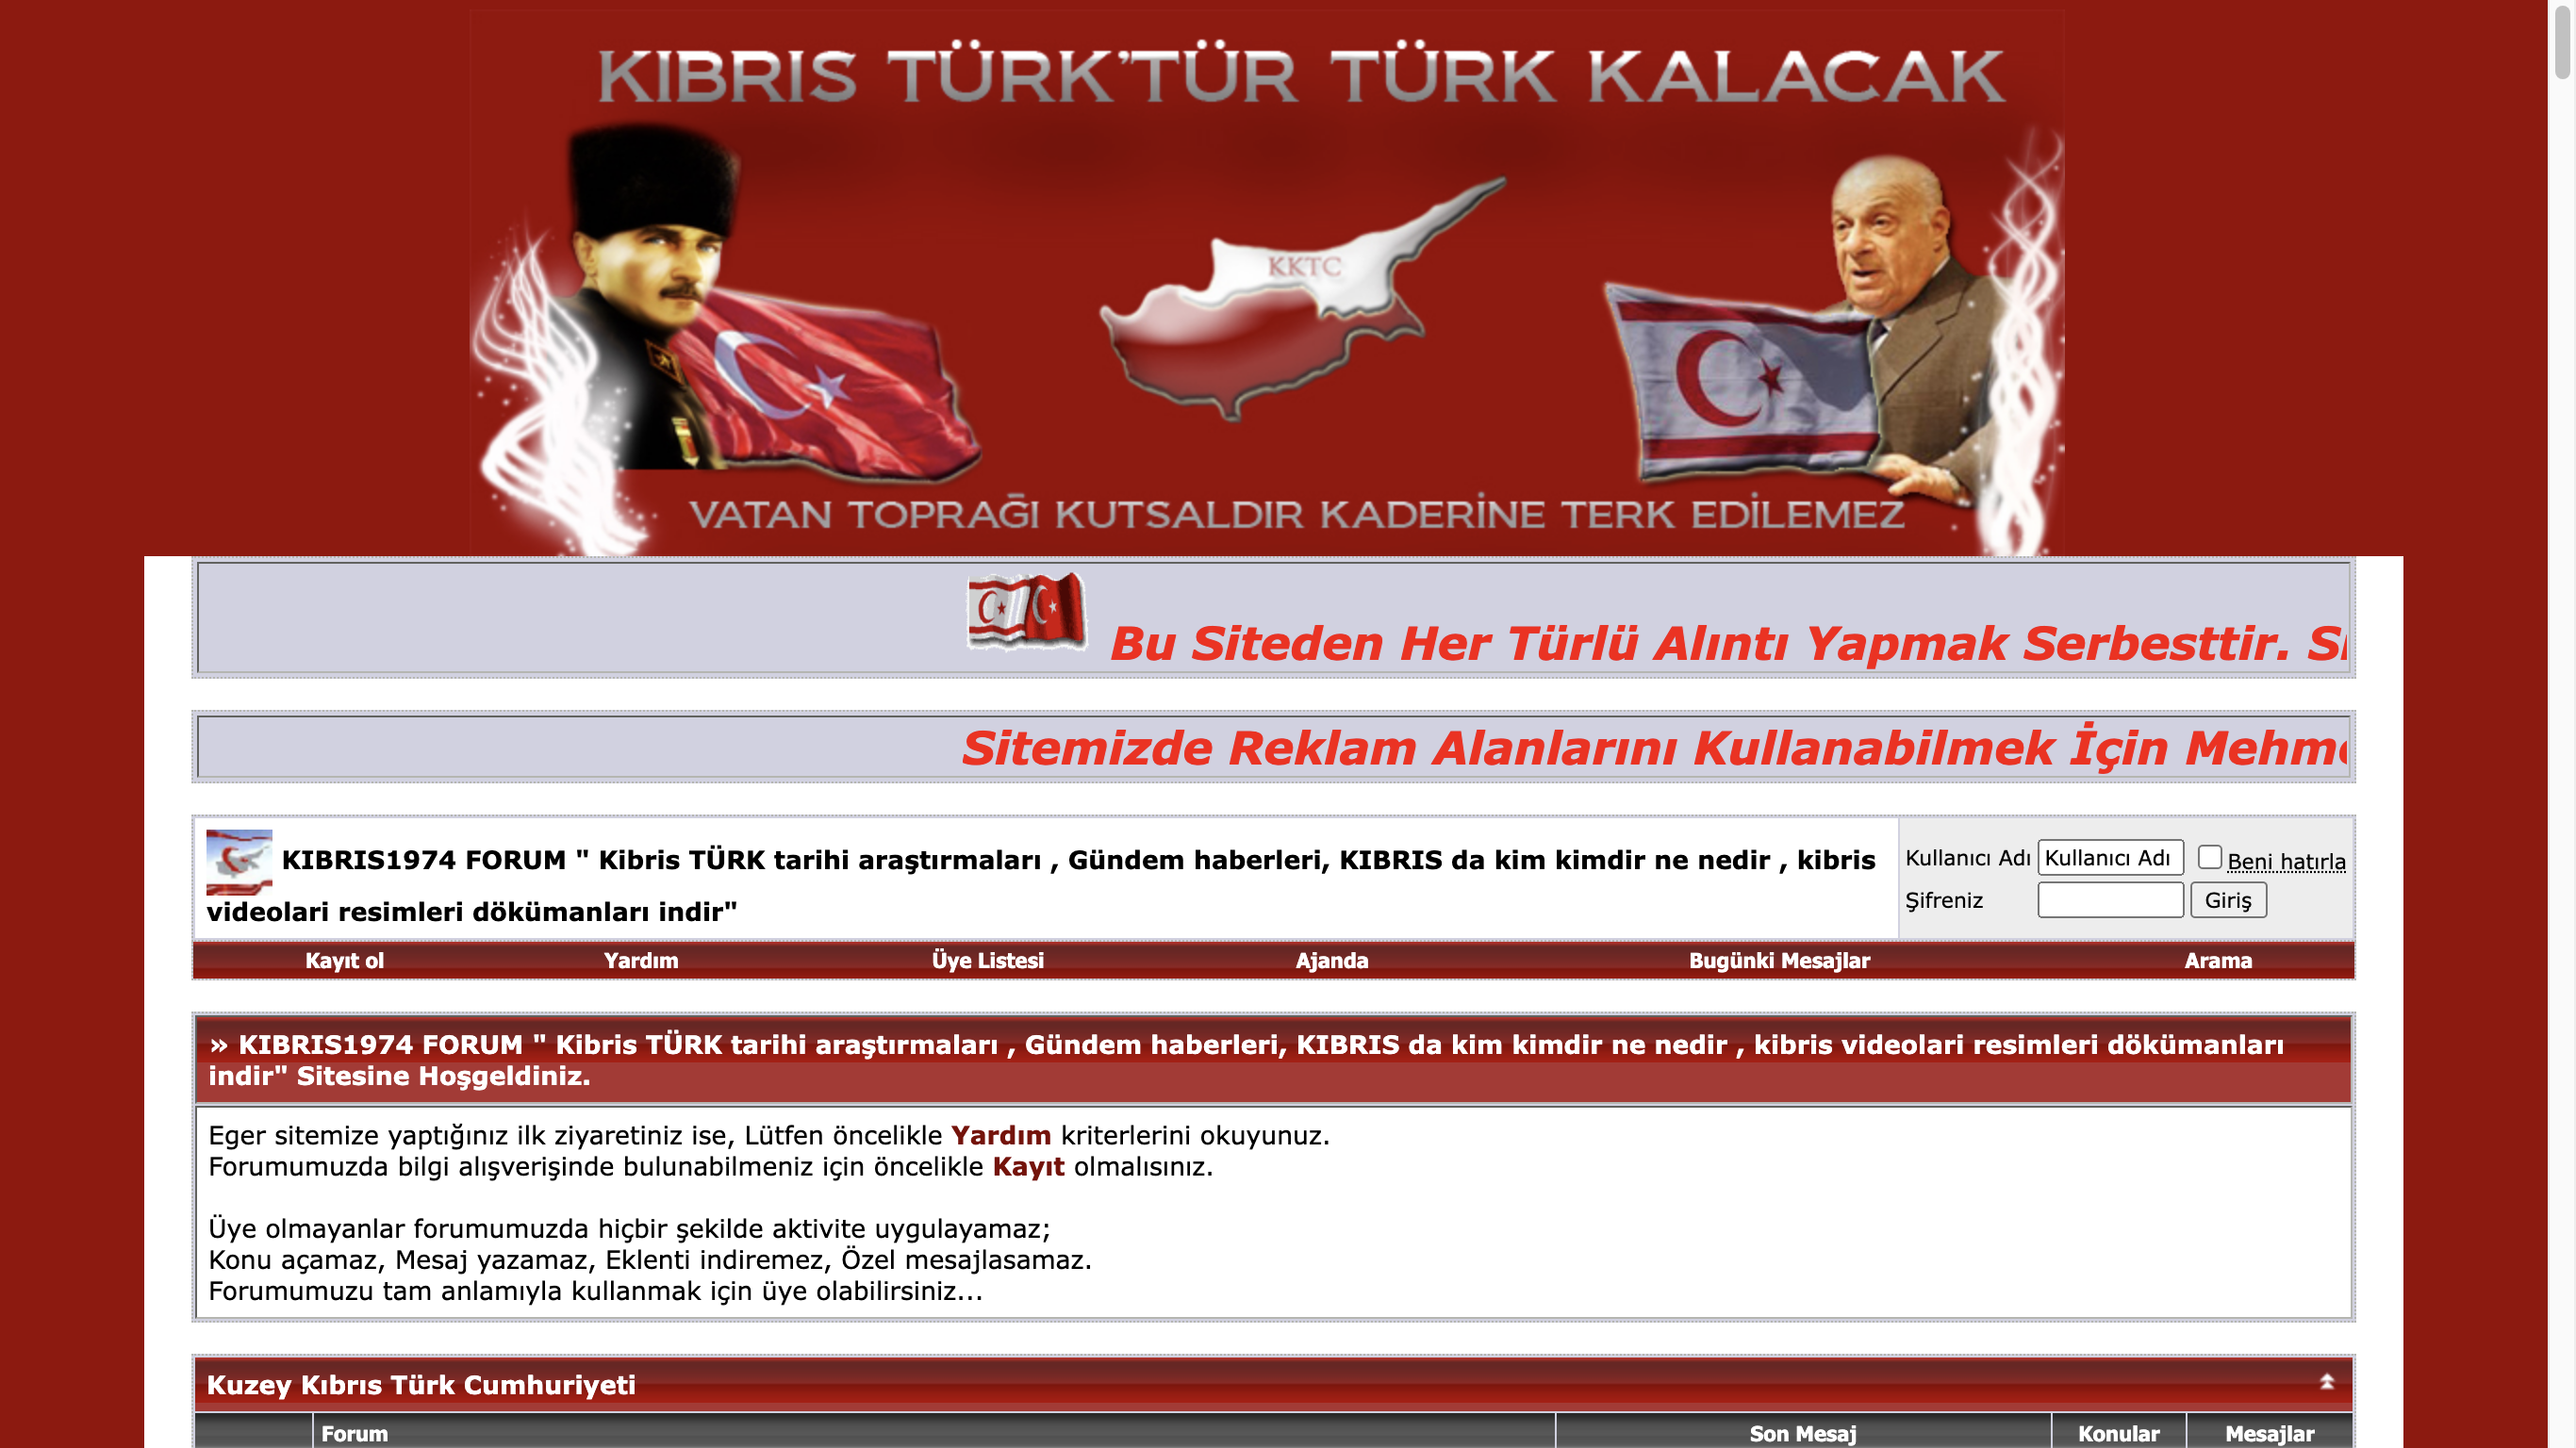 KIBRIS TÜRK'TÜR TÜRK KALACAK
KKTC
VATAN TOPRAĞI KUTSALDIR KADERİNE TERK EDİLEMEZ
Bu Siteden Her Türlü Alıntı Yapmak Serbesttir.
Sitemizde Reklam Alanlarını Kullanabilmek İçin
KIBRIS1974 FORUM " Kibris TÜRK tarihi araştırmaları , Gündem haberleri, KIBRIS da kim kimdir ne nedir , kibris
videolari resimleri dökümanları indir"
Kullanıcı Adı Kullanıcı Adı Beni hatırla
Şifreniz Giriş
Kayıt ol Yardım Üye Listesi Ajanda Bugünki Mesajlar Arama
» KIBRIS1974 FORUM " Kibris TÜRK tarihi araştırmaları , Gündem haberleri, KIBRIS da kim kimdir ne nedir , kibris videolari resimleri dökümanları
indir" Sitesine Hoşgeldiniz.
Eger sitemize yaptığınız ilk ziyaretiniz ise, Lütfen öncelikle Yardım kriterlerini okuyunuz.
Forumumuzda bilgi alışverişinde bulunabilmeniz için öncelikle Kayıt olmalısınız.
Üye olmayanlar forumumuzda hiçbir şekilde aktivite uygulayamaz;
Konu açamaz, Mesaj yazamaz, Eklenti indiremez, Özel mesajlasamaz.
Forumumuzu tam anlamıyla kullanmak için üye olabilirsiniz...
Kuzey Kıbrıs Türk Cumhuriyeti
Forum Son Mesaj Konular Mesajlar